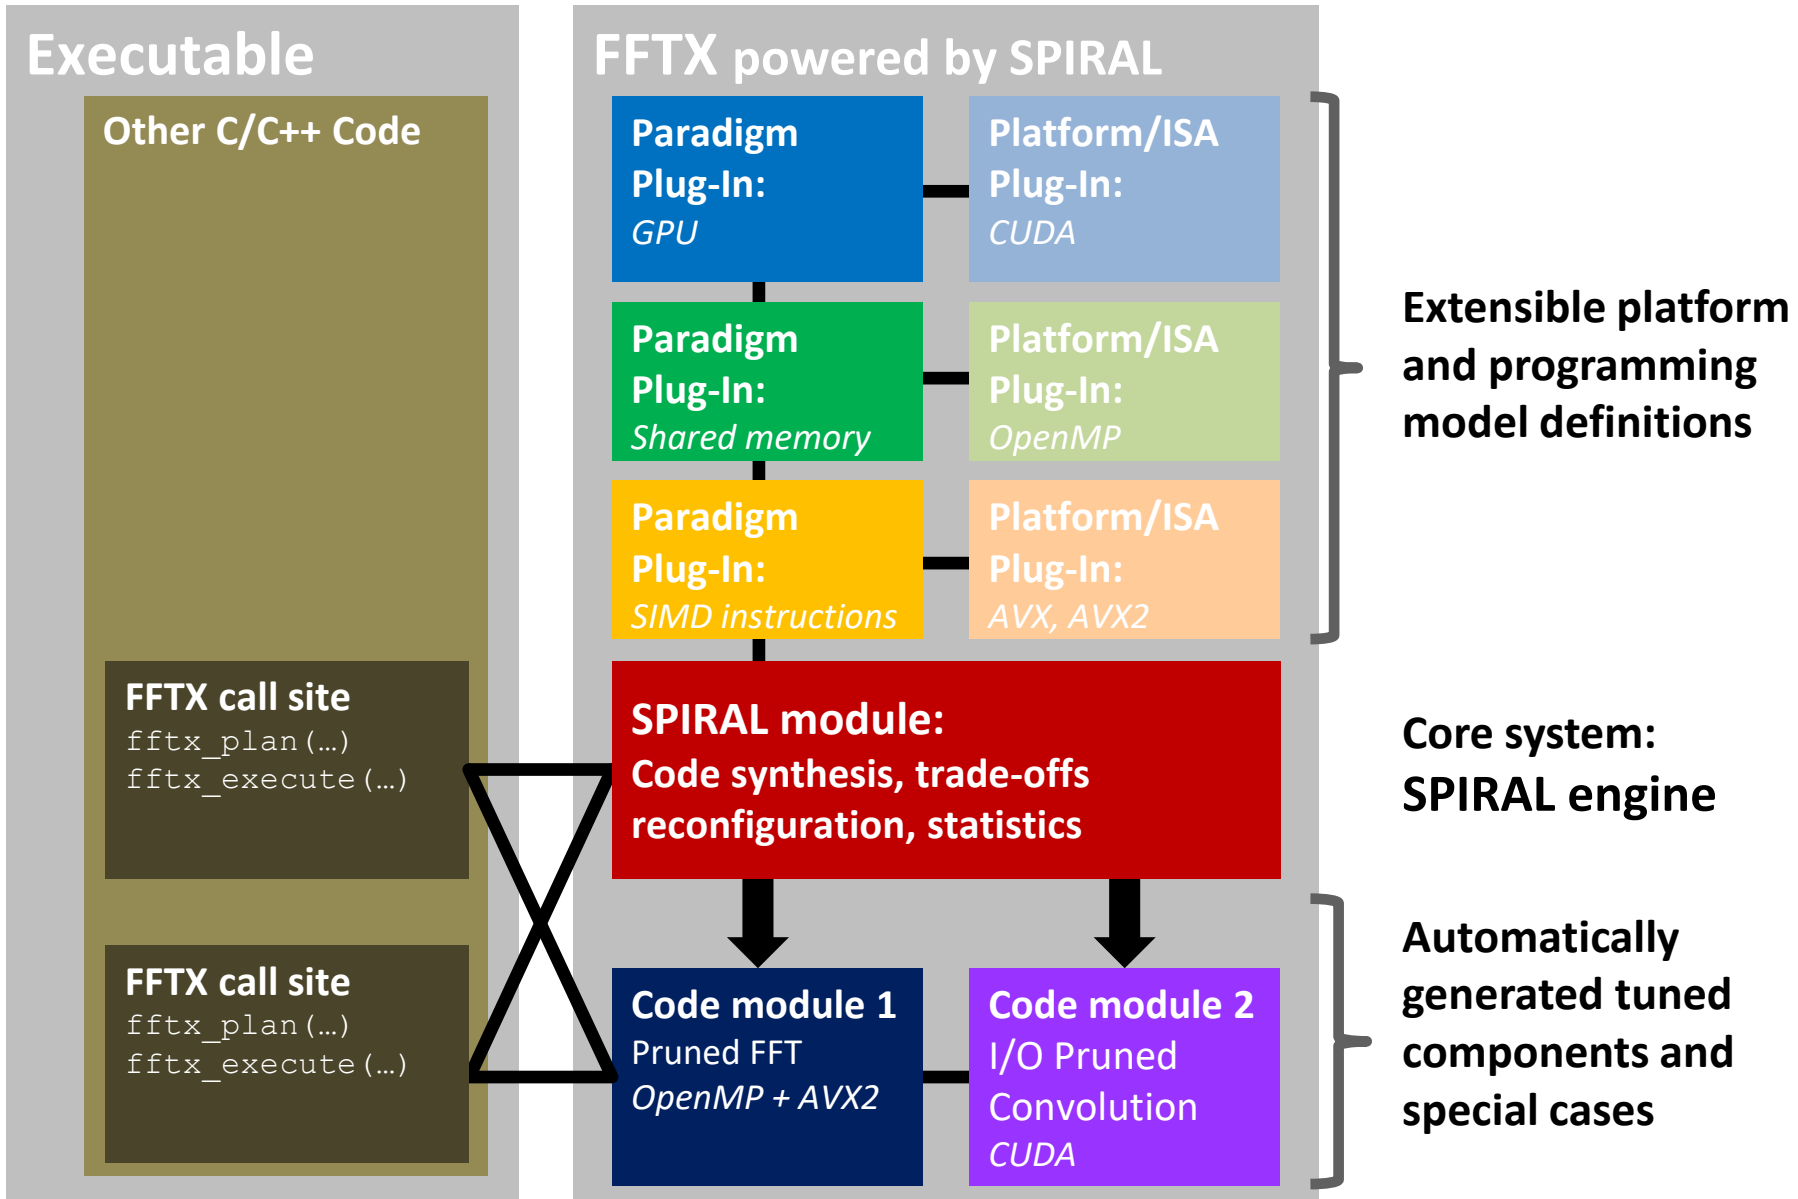 Executable
Other C/C++ Code
FFTX call site
fftx_plan(…)
fftx_execute(…)
FFTX call site
fftx_plan(…)
fftx_execute(…)
FFTX powered by SPIRAL
Paradigm
Plug-In:
GPU
Platform/ISA
Plug-In:
CUDA
Paradigm
Plug-In:
Shared memory
Platform/ISA
Plug-In:
OpenMP
Paradigm
Plug-In:
SIMD instructions
Platform/ISA
Plug-In:
AVX, AVX2
SPIRAL module:
Code synthesis, trade-offs
reconfiguration, statistics
Code module 1
Pruned FFT
OpenMP + AVX2
Code module 2
I/O Pruned
Convolution
CUDA
Extensible platform
and programming
model definitions
Core system:
SPIRAL engine
Automatically
generated tuned
components and
special cases